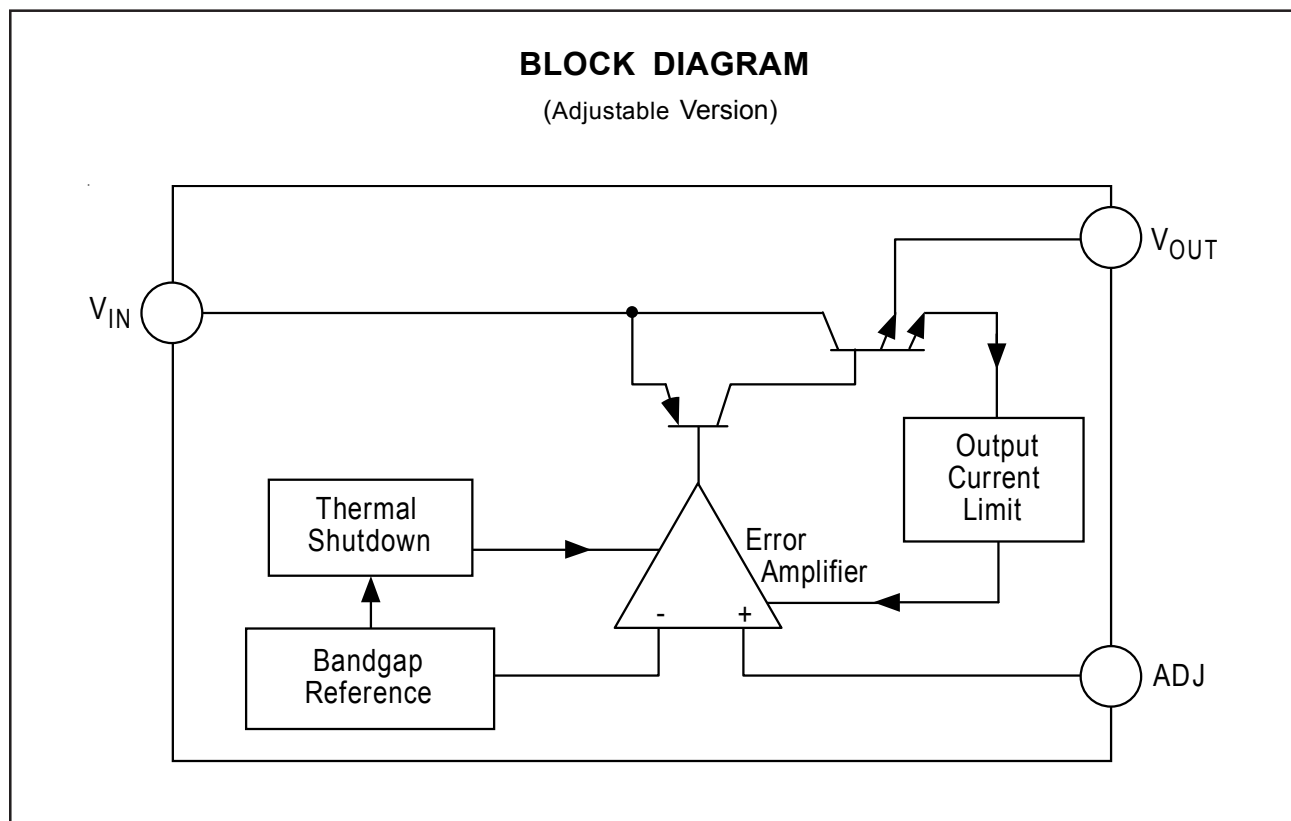 BLOCK DIAGRAM
(Adjustable Version)
VOUT
VIN
Output
Current
Limit
Thermal
Shutdown
Error
Amplifier
- +
Bandgap
Reference
ADJ